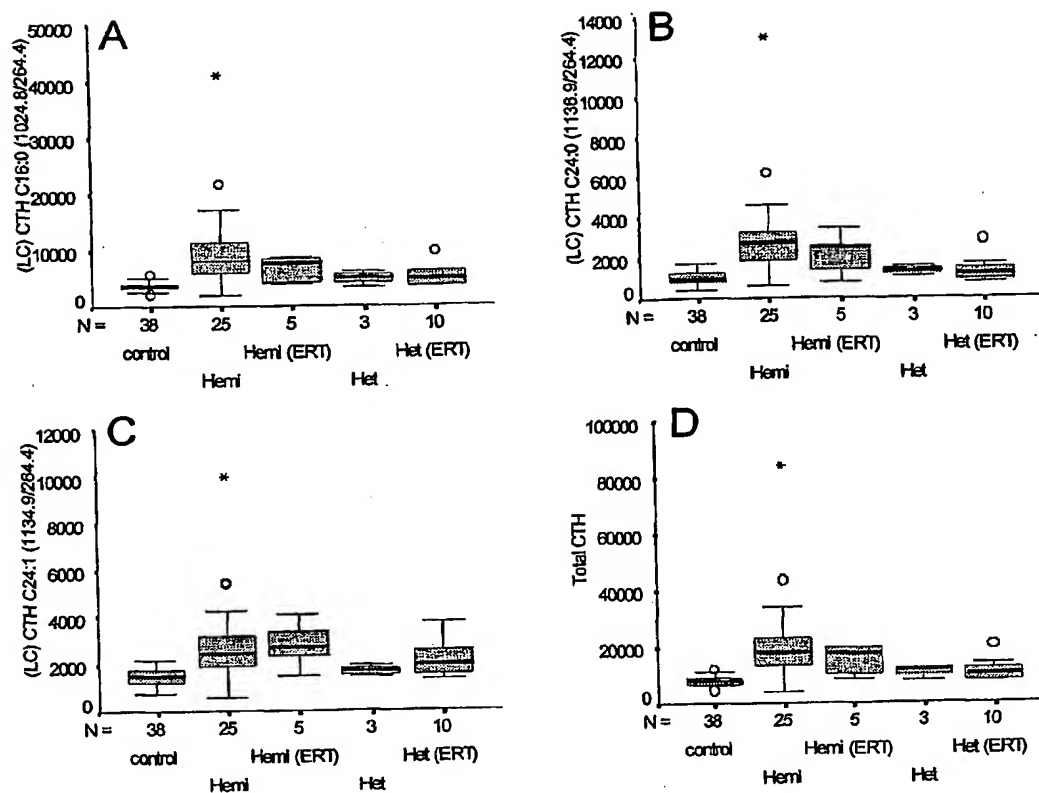 A
(LC) CTH C16:0 (1024.8/264.4)
50000
40000
30000
20000
10000
0
N = 38 25 5 3 10
control Hemi (ERT) Het (ERT)
Hemi Het
B
(LC) CTH C24:0 (1136.9/264.4)
14000
12000
10000
8000
6000
4000
2000
0
N = 38 25 5 3 10
control Hemi (ERT) Het (ERT)
Hemi Het
C
(LC) CTH C24:1 (1134.9/264.4)
12000
10000
8000
6000
4000
2000
0
N = 38 25 5 3 10
control Hemi (ERT) Het (ERT)
Hemi Het
D
Total CTH
100000
80000
60000
40000
20000
0
N = 38 25 5 3 10
control Hemi (ERT) Het (ERT)
Hemi Het